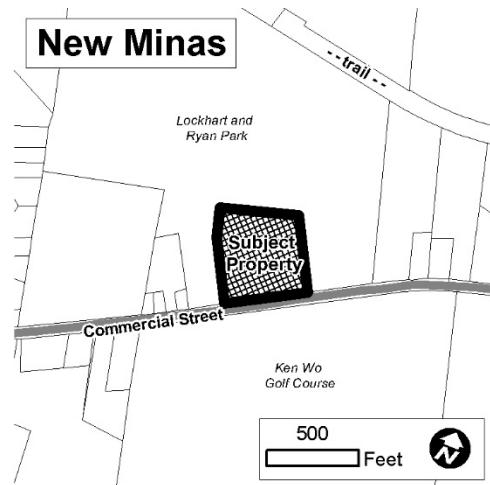 New Minas
- - trail - -
Lockhart and
Ryan Park
Subject
Property
Commercial Street
Ken Wo
Golf Course
500
Feet
N